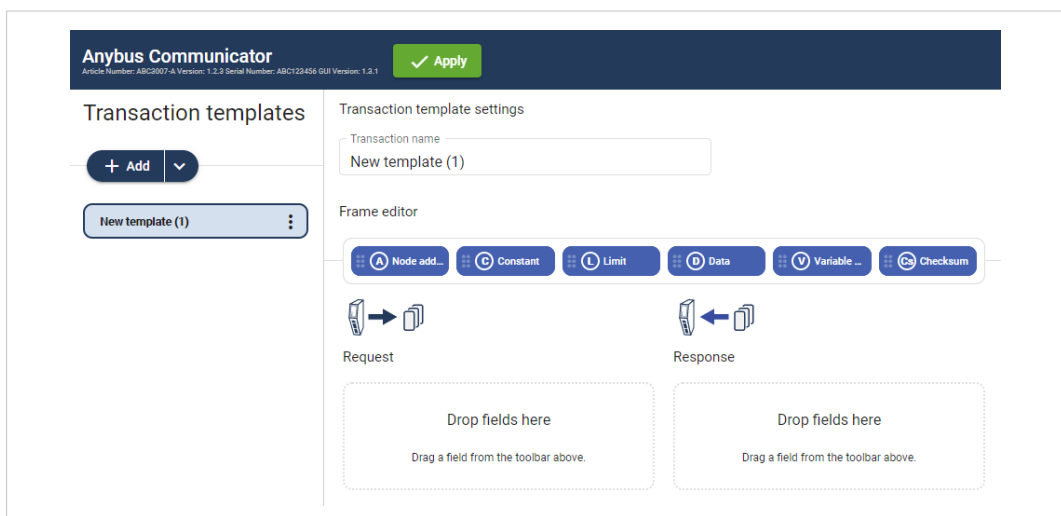 Anybus Communicator
Article Number: ABC3007-A Version: 1.2.3 Serial Number: ABC123456 GUI Version: 1.3.1
Apply
Transaction templates
Add
New template (1)
Transaction template settings
Transaction name
New template (1)
Frame editor
A Node add...
C Constant
L Limit
D Data
V Variable ...
Cs Checksum
Request
Response
Drop fields here
Drag a field from the toolbar above.
Drop fields here
Drag a field from the toolbar above.